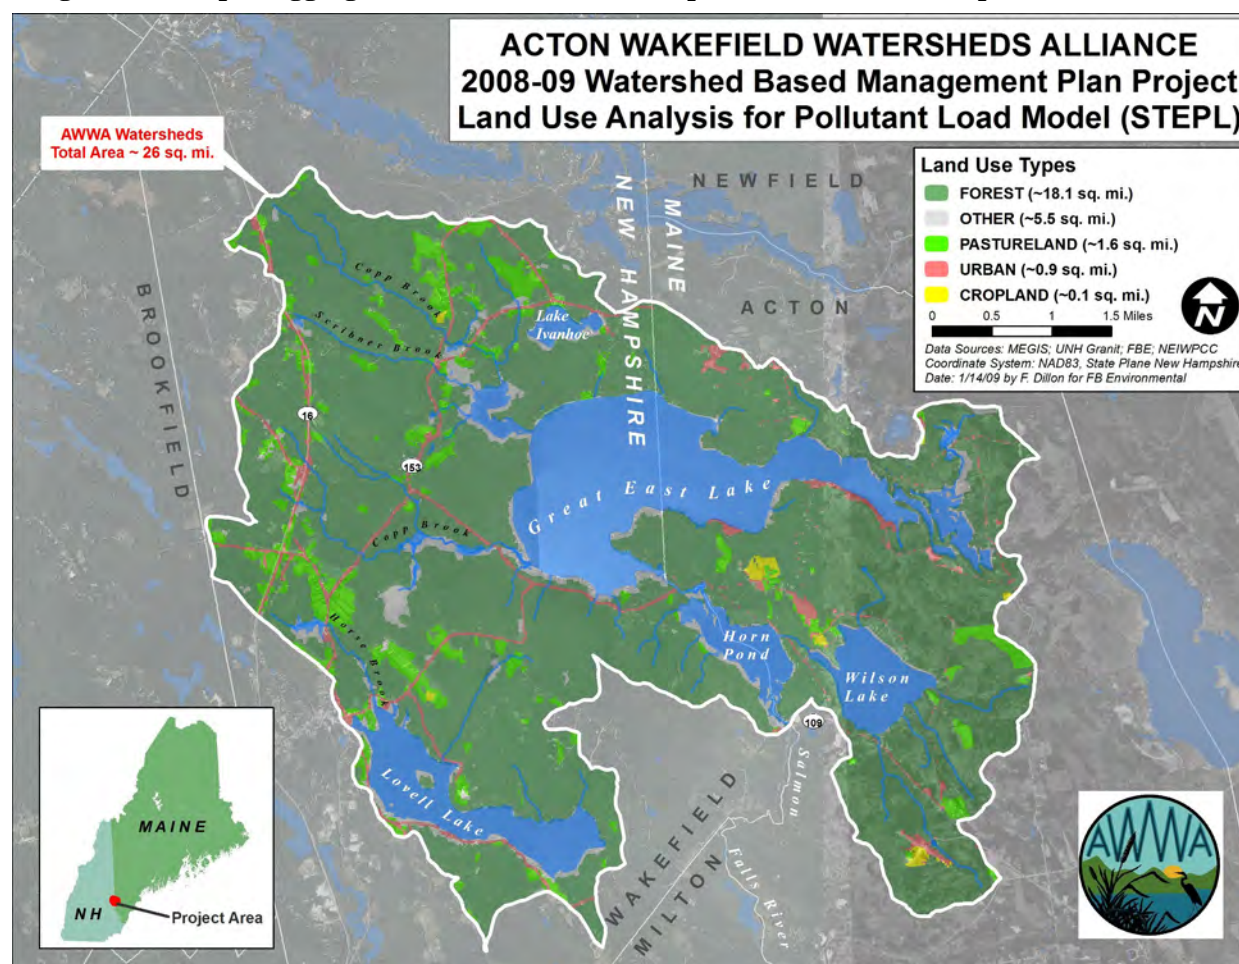 ACTON WAKEFIELD WATERSHEDS ALLIANCE
2008-09 Watershed Based Management Plan Project
Land Use Analysis for Pollutant Load Model (STEPL)
AWWA Watersheds
Total Area ~ 26 sq. mi.
Land Use Types
FOREST (~18.1 sq. mi.)
OTHER (~5.5 sq. mi.)
PASTURELAND (~1.6 sq. mi.)
URBAN (~0.9 sq. mi.)
CROPLAND (~0.1 sq. mi.)
0 0.5 1 1.5 Miles
N
Data Sources: MEGIS; UNH Granit; FBE; NEIWPCC
Coordinate System: NAD83, State Plane New Hampshire
Date: 1/14/09 by F. Dillon for FB Environmental
NEWFIELD
MAINE
NEW HAMPSHIRE
ACTON
BROOKFIELD
Copp Brook
Scribner Brook
Lake
Ivanhoe
16
153
Great East Lake
Copp Brook
Horse Brook
Horn
Pond
Wilson
Lake
109
Lovell Lake
Salmon
Falls River
WAKEFIELD
MILTON
MAINE
NH
Project Area
AWWA